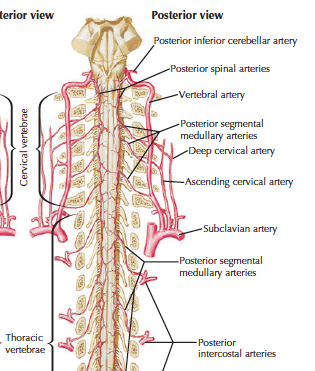 terior view
Posterior view
Posterior inferior cerebellar artery
Posterior spinal arteries
Vertebral artery
Posterior segmental
medullary arteries
Deep cervical artery
Ascending cervical artery
Cervical vertebrae
Subclavian artery
Posterior segmental
medullary arteries
Thoracic
vertebrae
Posterior
intercostal arteries